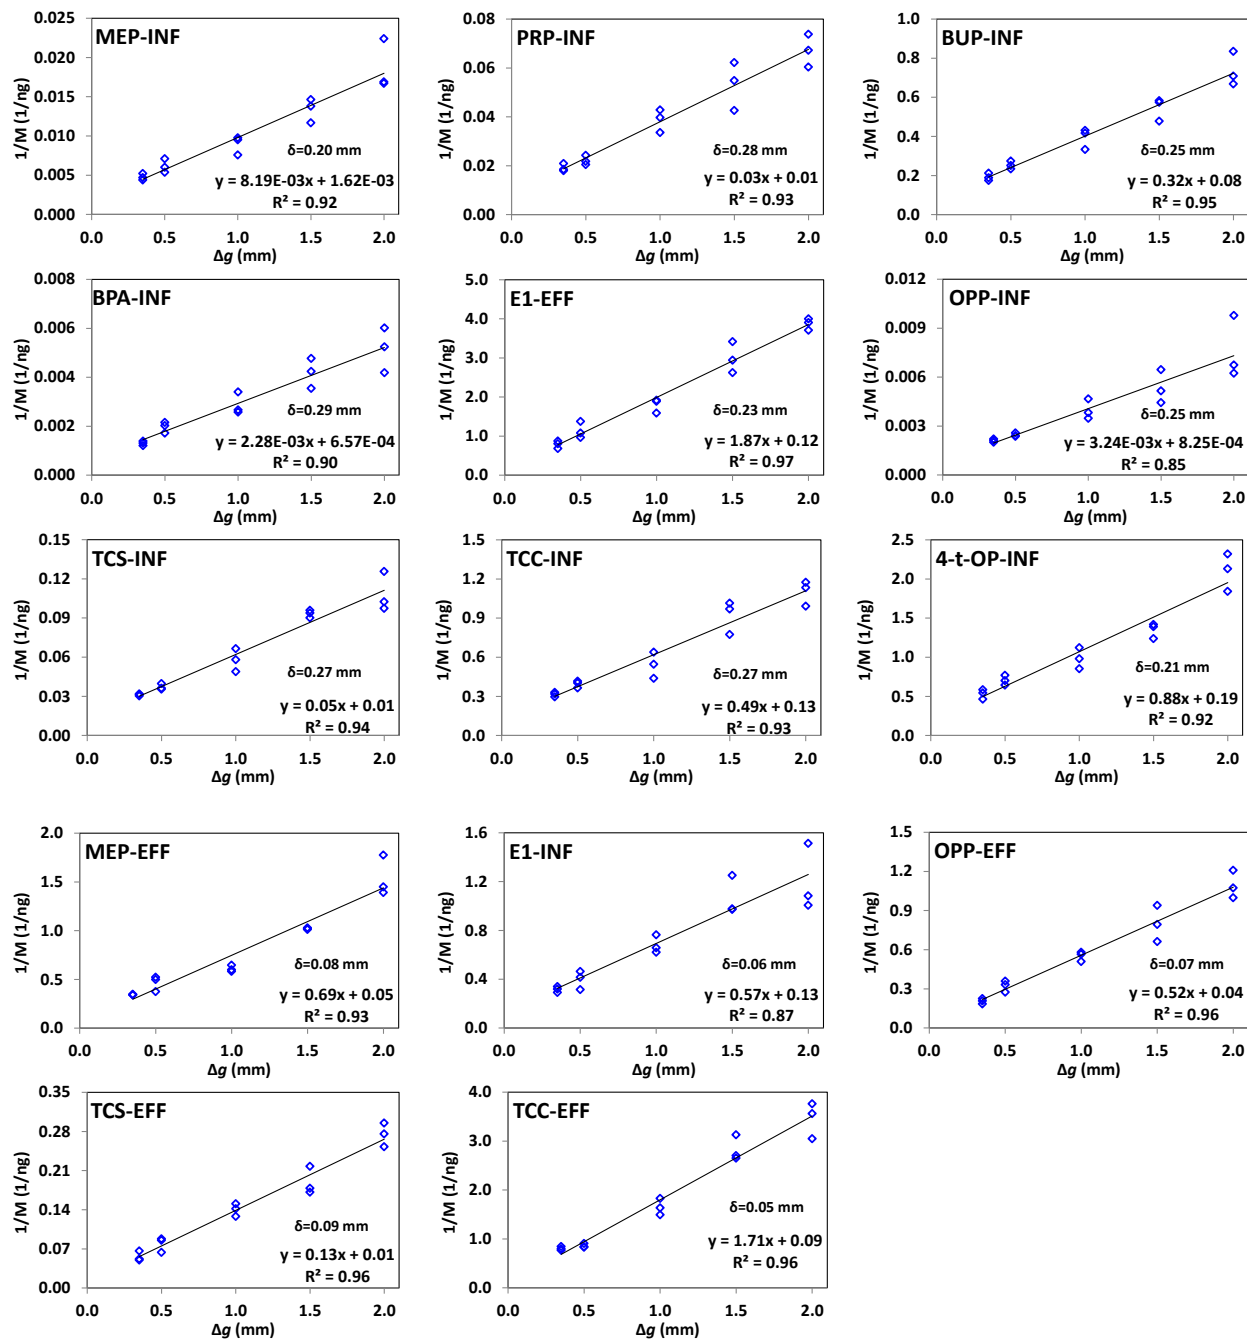 MEP-INF
1/M (1/ng)
0.025
0.020
0.015
0.010
0.005
0.000
δ=0.20 mm
y = 8.19E-03x + 1.62E-03
R² = 0.92
0.0 0.5 1.0 1.5 2.0
Δg (mm)
PRP-INF
1/M (1/ng)
0.08
0.06
0.04
0.02
0.00
δ=0.28 mm
y = 0.03x + 0.01
R² = 0.93
0.0 0.5 1.0 1.5 2.0
Δg (mm)
BUP-INF
1/M (1/ng)
1.0
0.8
0.6
0.4
0.2
0.0
δ=0.25 mm
y = 0.32x + 0.08
R² = 0.95
0.0 0.5 1.0 1.5 2.0
Δg (mm)
BPA-INF
1/M (1/ng)
0.008
0.006
0.004
0.002
0.000
δ=0.29 mm
y = 2.28E-03x + 6.57E-04
R² = 0.90
0.0 0.5 1.0 1.5 2.0
Δg (mm)
E1-EFF
1/M (1/ng)
5.0
4.0
3.0
2.0
1.0
0.0
δ=0.23 mm
y = 1.87x + 0.12
R² = 0.97
0.0 0.5 1.0 1.5 2.0
Δg (mm)
OPP-INF
1/M (1/ng)
0.012
0.009
0.006
0.003
0.000
δ=0.25 mm
y = 3.24E-03x + 8.25E-04
R² = 0.85
0.0 0.5 1.0 1.5 2.0
Δg (mm)
TCS-INF
1/M (1/ng)
0.15
0.12
0.09
0.06
0.03
0.00
δ=0.27 mm
y = 0.05x + 0.01
R² = 0.94
0.0 0.5 1.0 1.5 2.0
Δg (mm)
TCC-INF
1/M (1/ng)
1.5
1.2
0.9
0.6
0.3
0.0
δ=0.27 mm
y = 0.49x + 0.13
R² = 0.93
0.0 0.5 1.0 1.5 2.0
Δg (mm)
4-t-OP-INF
1/M (1/ng)
2.5
2.0
1.5
1.0
0.5
0.0
δ=0.21 mm
y = 0.88x + 0.19
R² = 0.92
0.0 0.5 1.0 1.5 2.0
Δg (mm)
MEP-EFF
1/M (1/ng)
2.0
1.5
1.0
0.5
0.0
δ=0.08 mm
y = 0.69x + 0.05
R² = 0.93
0.0 0.5 1.0 1.5 2.0
Δg (mm)
E1-INF
1/M (1/ng)
1.6
1.2
0.8
0.4
0.0
δ=0.06 mm
y = 0.57x + 0.13
R² = 0.87
0.0 0.5 1.0 1.5 2.0
Δg (mm)
OPP-EFF
1/M (1/ng)
1.5
1.2
0.9
0.6
0.3
0.0
δ=0.07 mm
y = 0.52x + 0.04
R² = 0.96
0.0 0.5 1.0 1.5 2.0
Δg (mm)
TCS-EFF
1/M (1/ng)
0.35
0.28
0.21
0.14
0.07
0.00
δ=0.09 mm
y = 0.13x + 0.01
R² = 0.96
0.0 0.5 1.0 1.5 2.0
Δg (mm)
TCC-EFF
1/M (1/ng)
4.0
3.0
2.0
1.0
0.0
δ=0.05 mm
y = 1.71x + 0.09
R² = 0.96
0.0 0.5 1.0 1.5 2.0
Δg (mm)